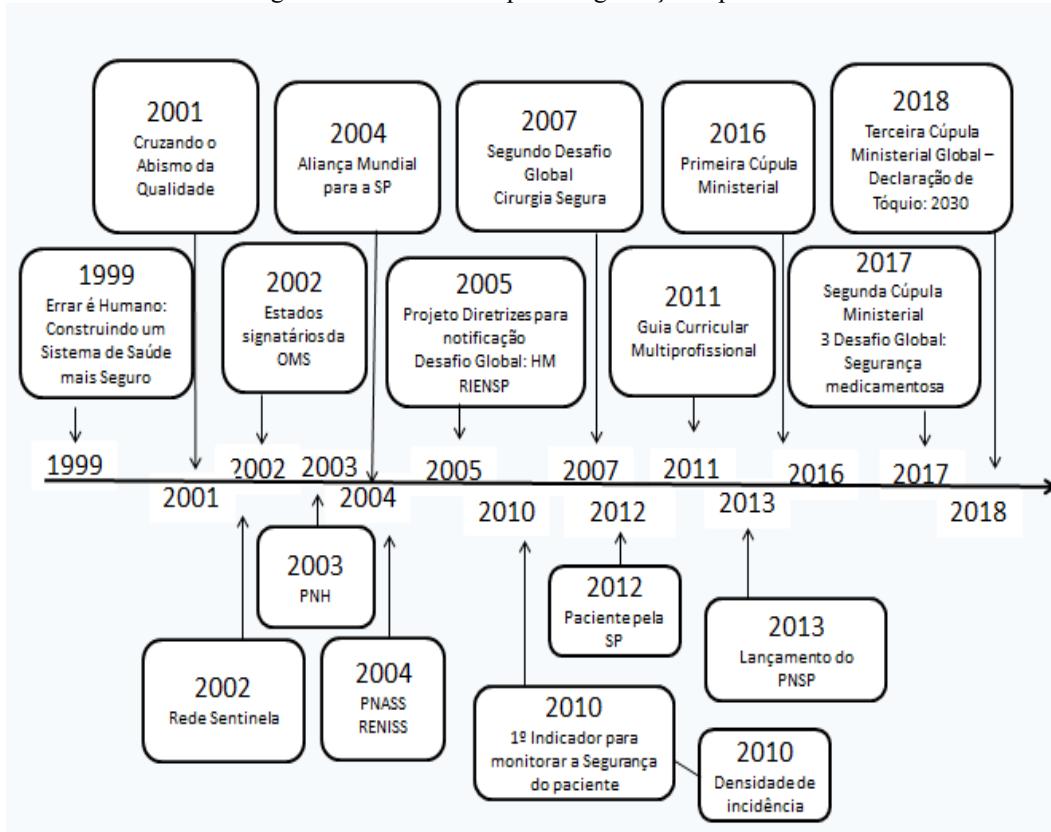 2001
Cruzando o
Abismo da
Qualidade
2004
Aliança Mundial
para a SP
2007
Segundo Desafio
Global
Cirurgia Segura
2016
Primeira Cúpula
Ministerial
2018
Terceira Cúpula
Ministerial Global –
Declaração de
Tóquio: 2030
1999
Errar é Humano:
Construindo um
Sistema de Saúde
mais Seguro
2002
Estados
signatários da
OMS
2005
Projeto Diretrizes para
notificação
Desafio Global: HM
RIENSP
2011
Guia Curricular
Multiprofissional
2017
Segunda Cúpula
Ministerial
3 Desafio Global:
Segurança
medicamentosa
1999
2001
2002
2003
2004
2005
2010
2007
2012
2011
2013
2016
2017
2018
2003
PNH
2002
Rede Sentinela
2004
PNASS
RENISS
2010
1º Indicador para
monitorar a Segurança
do paciente
2010
Densidade de
incidência
2012
Paciente pela
SP
2013
Lançamento do
PNSP